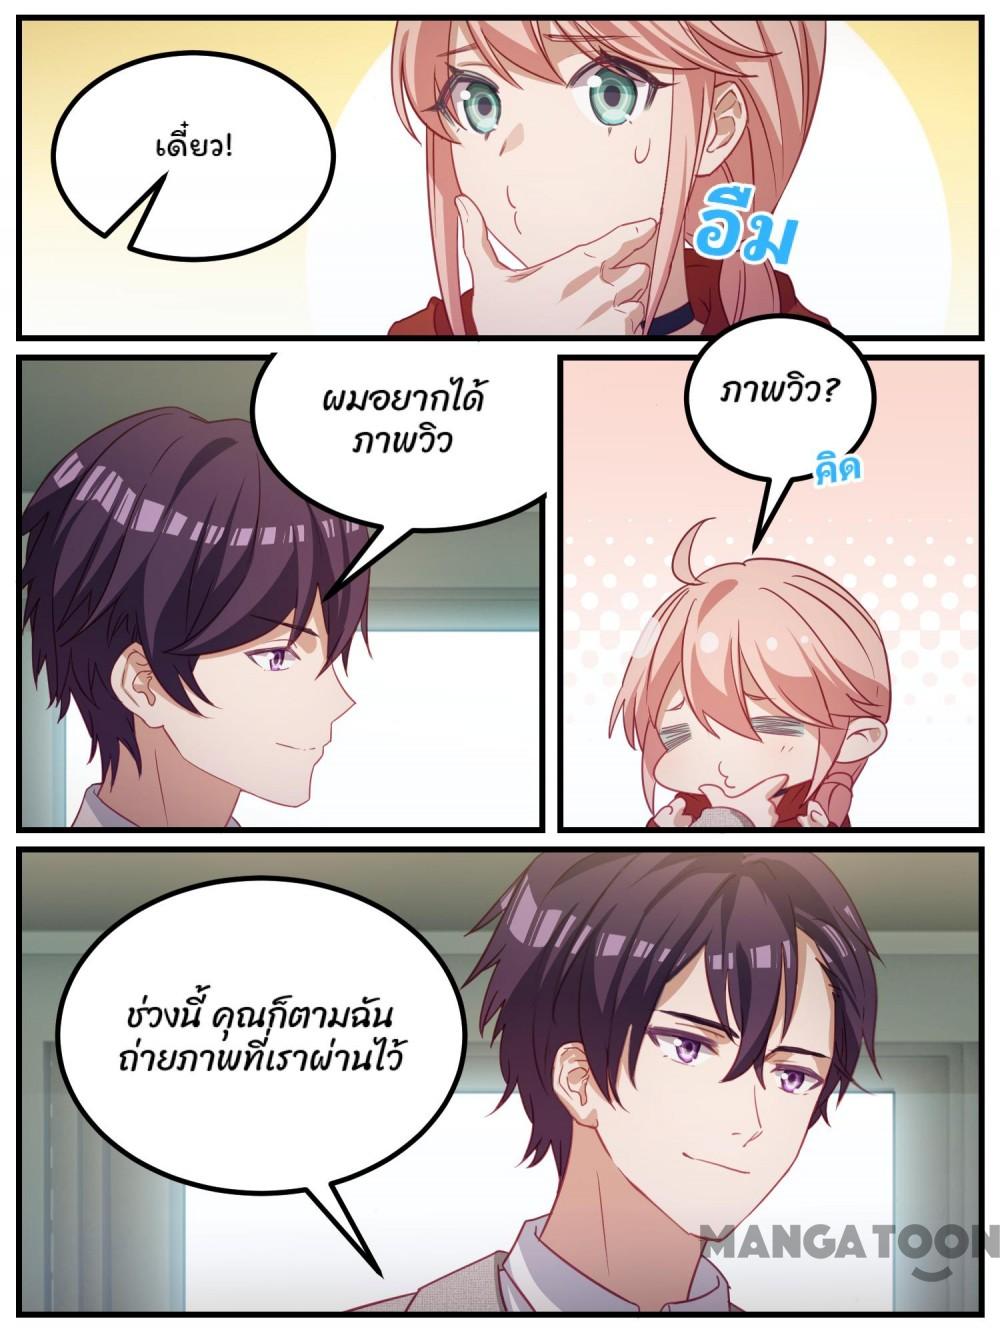 เดี๋ยว!
อืม
ผมอยากได้
ภาพวิว
ภาพวิว?
คิด
ช่วงนี้ คุณก็ตามฉัน
ถ่ายภาพที่เราผ่านไว้
MANGATOON